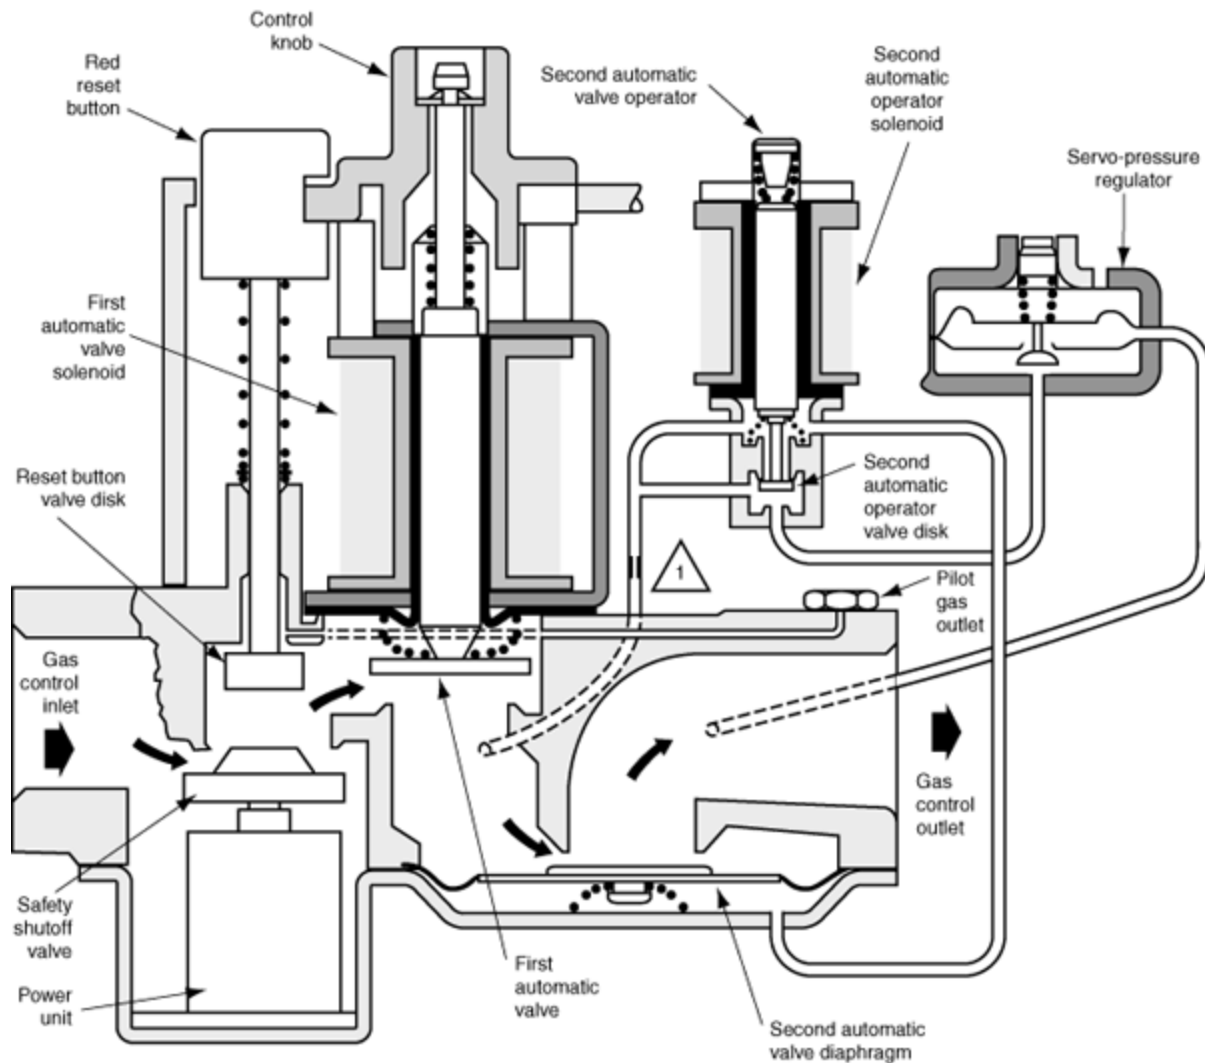 Control
knob
Red
reset
button
Second automatic
valve operator
Second
automatic
operator
solenoid
Servo-pressure
regulator
First
automatic
valve
solenoid
Reset button
valve disk
Second
automatic
operator
valve disk
1
Pilot
gas
outlet
Gas
control
inlet
Gas
control
outlet
Safety
shutoff
valve
Power
unit
First
automatic
valve
Second automatic
valve diaphragm